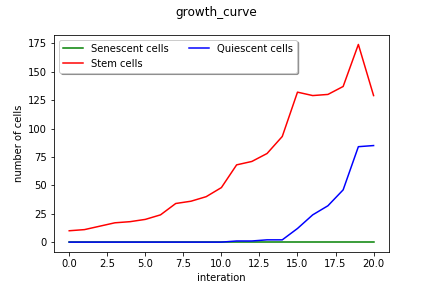 growth_curve
Senescent cells
Stem cells
Quiescent cells
number of cells
175
150
125
100
75
50
25
0
0.0 2.5 5.0 7.5 10.0 12.5 15.0 17.5 20.0
interation